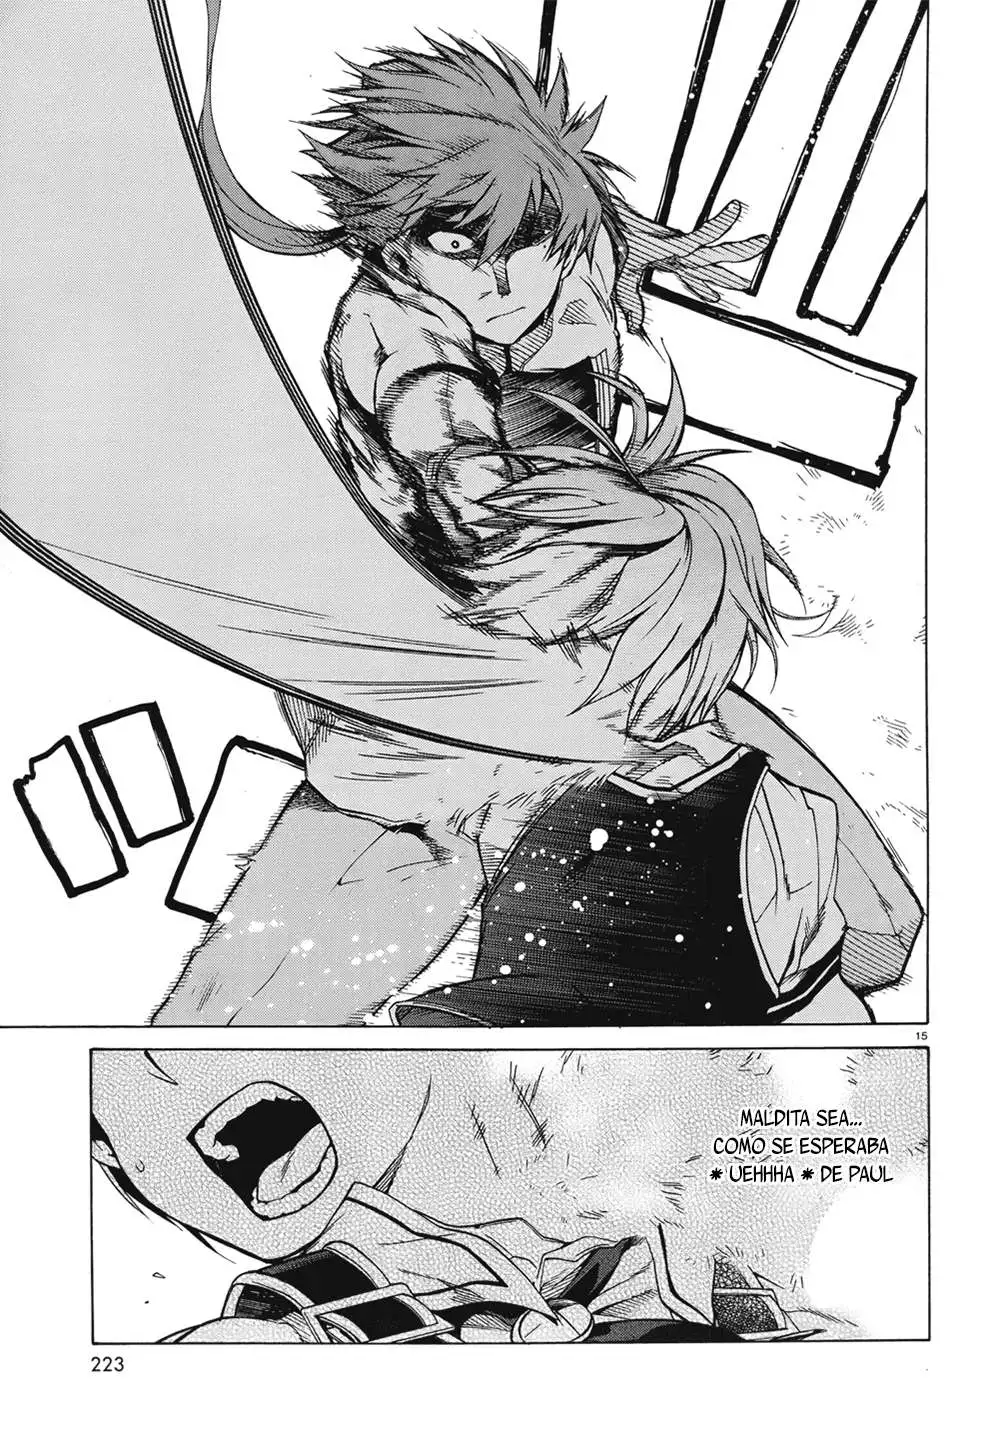 15
MALDITA SEA...
COMO SE ESPERABA
* UEHHHA * DE PAUL
223